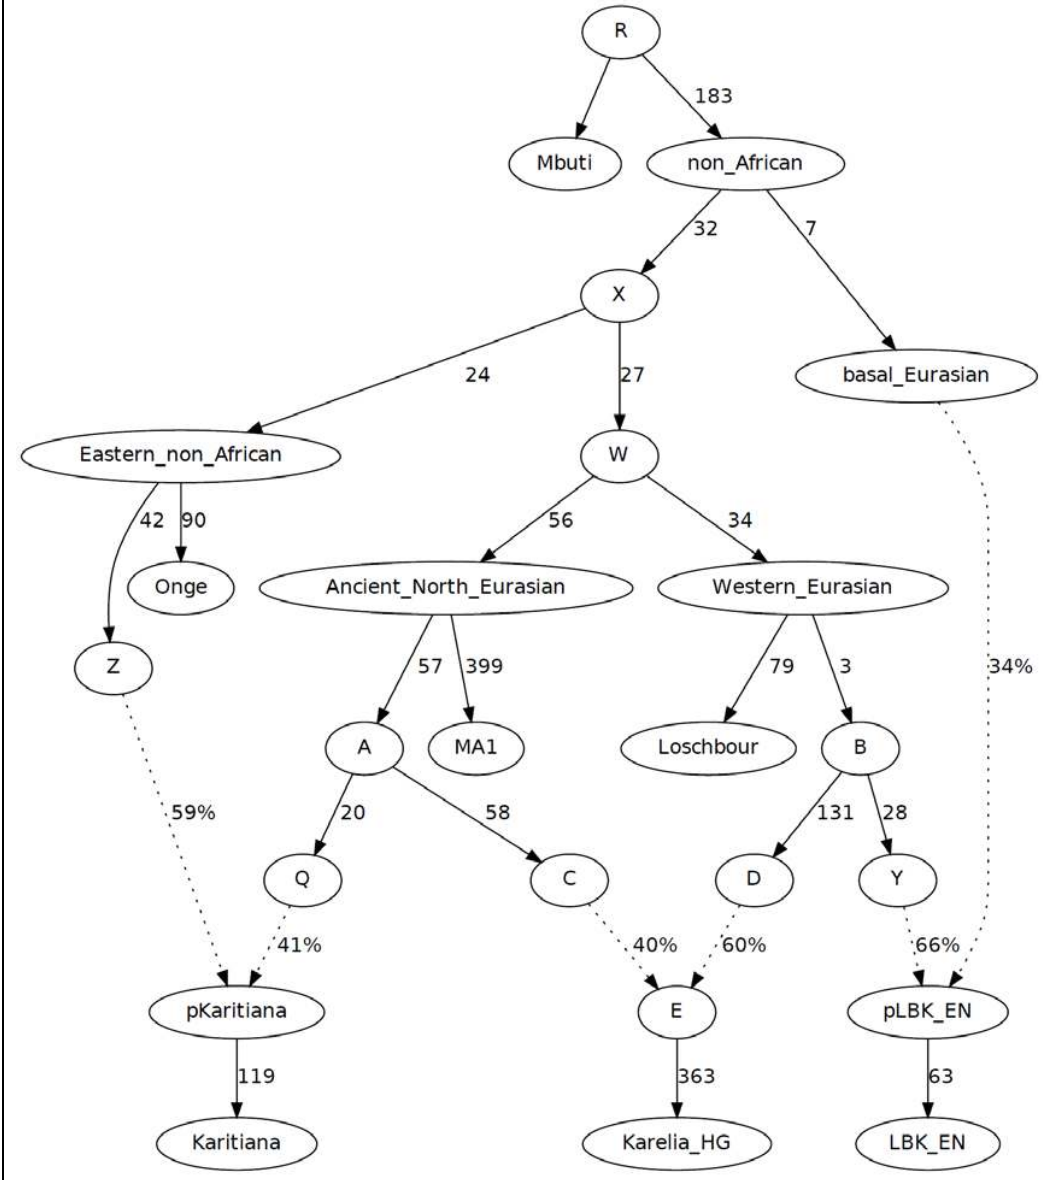 R
183
Mbuti
non_African
32
7
X
24
27
basal_Eurasian
Eastern_non_African
W
42
90
56
34
Onge
Ancient_North_Eurasian
Western_Eurasian
Z
57
399
79
3
34%
A
MA1
Loschbour
B
59%
20
58
131
28
Q
C
D
Y
41%
40%
60%
66%
pKaritiana
E
pLBK_EN
119
363
63
Karitiana
Karelia_HG
LBK_EN